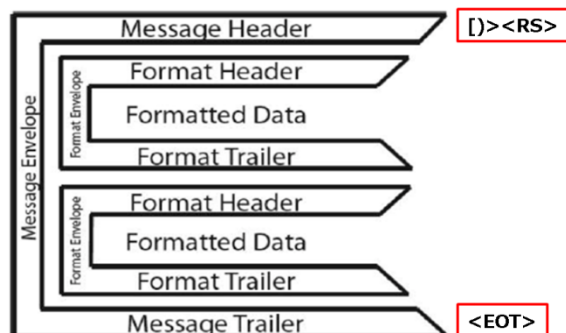 Message Header
[)><RS>
Message Envelope
Format Envelope
Format Header
Formatted Data
Format Trailer
Format Envelope
Format Header
Formatted Data
Format Trailer
Message Trailer
<EOT>